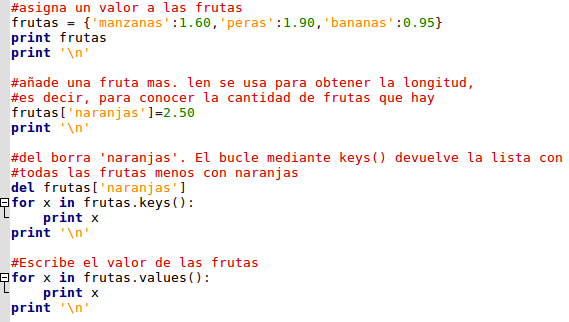 #asigna un valor a las frutas
frutas = {'manzanas':1.60,'peras':1.90,'bananas':0.95}
print frutas
print '\n'
#añade una fruta mas. len se usa para obtener la longitud,
#es decir, para conocer la cantidad de frutas que hay
frutas['naranjas']=2.50
print '\n'
#del borra 'naranjas'. El bucle mediante keys() devuelve la lista con
#todas las frutas menos con naranjas
del frutas['naranjas']
for x in frutas.keys():
    print x
print '\n'
#Escribe el valor de las frutas
for x in frutas.values():
    print x
print '\n'